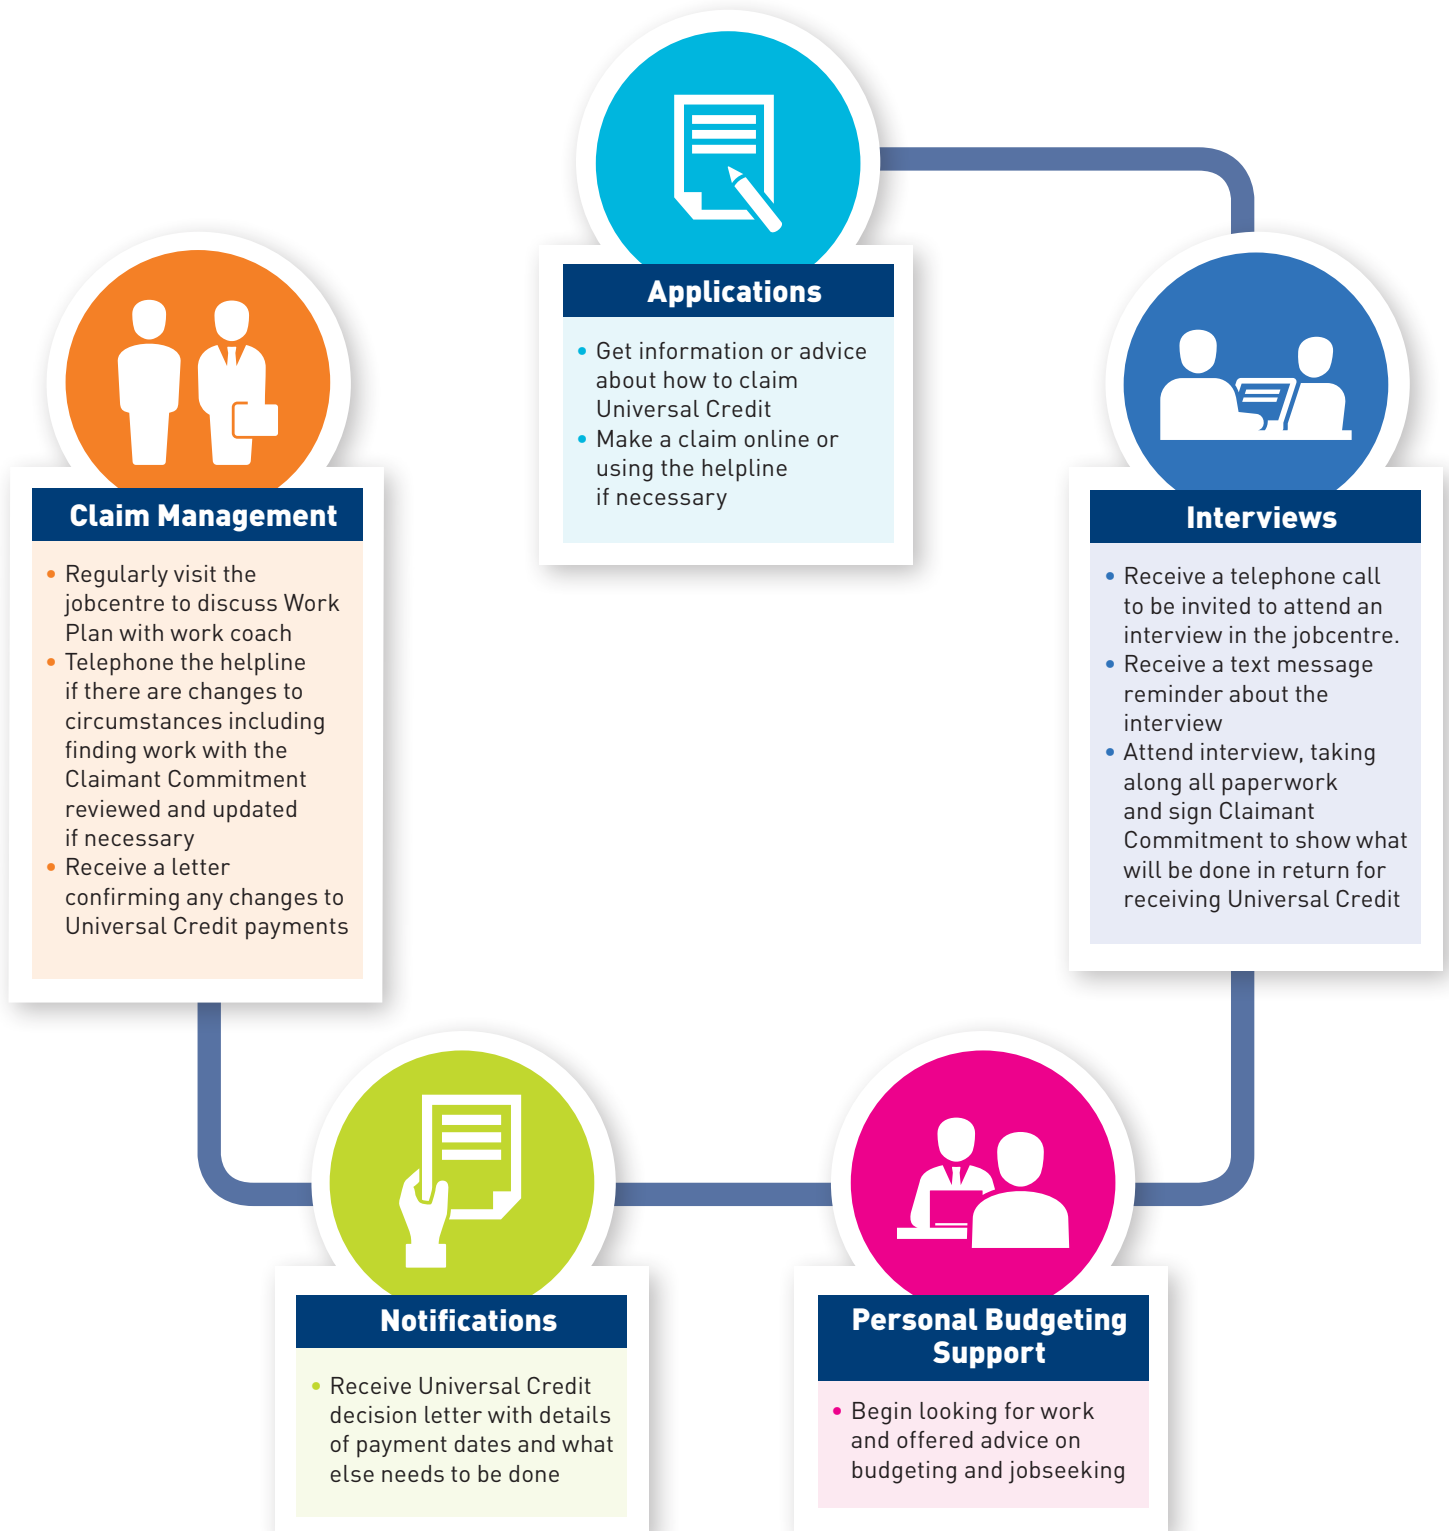 Applications
• Get information or advice
about how to claim
Universal Credit
• Make a claim online or
using the helpline
if necessary
Interviews
• Receive a telephone call
to be invited to attend an
interview in the jobcentre.
• Receive a text message
reminder about the
interview
• Attend interview, taking
along all paperwork
and sign Claimant
Commitment to show what
will be done in return for
receiving Universal Credit
Personal Budgeting
Support
• Begin looking for work
and offered advice on
budgeting and jobseeking
Notifications
• Receive Universal Credit
decision letter with details
of payment dates and what
else needs to be done
Claim Management
• Regularly visit the
jobcentre to discuss Work
Plan with work coach
• Telephone the helpline
if there are changes to
circumstances including
finding work with the
Claimant Commitment
reviewed and updated
if necessary
• Receive a letter
confirming any changes to
Universal Credit payments